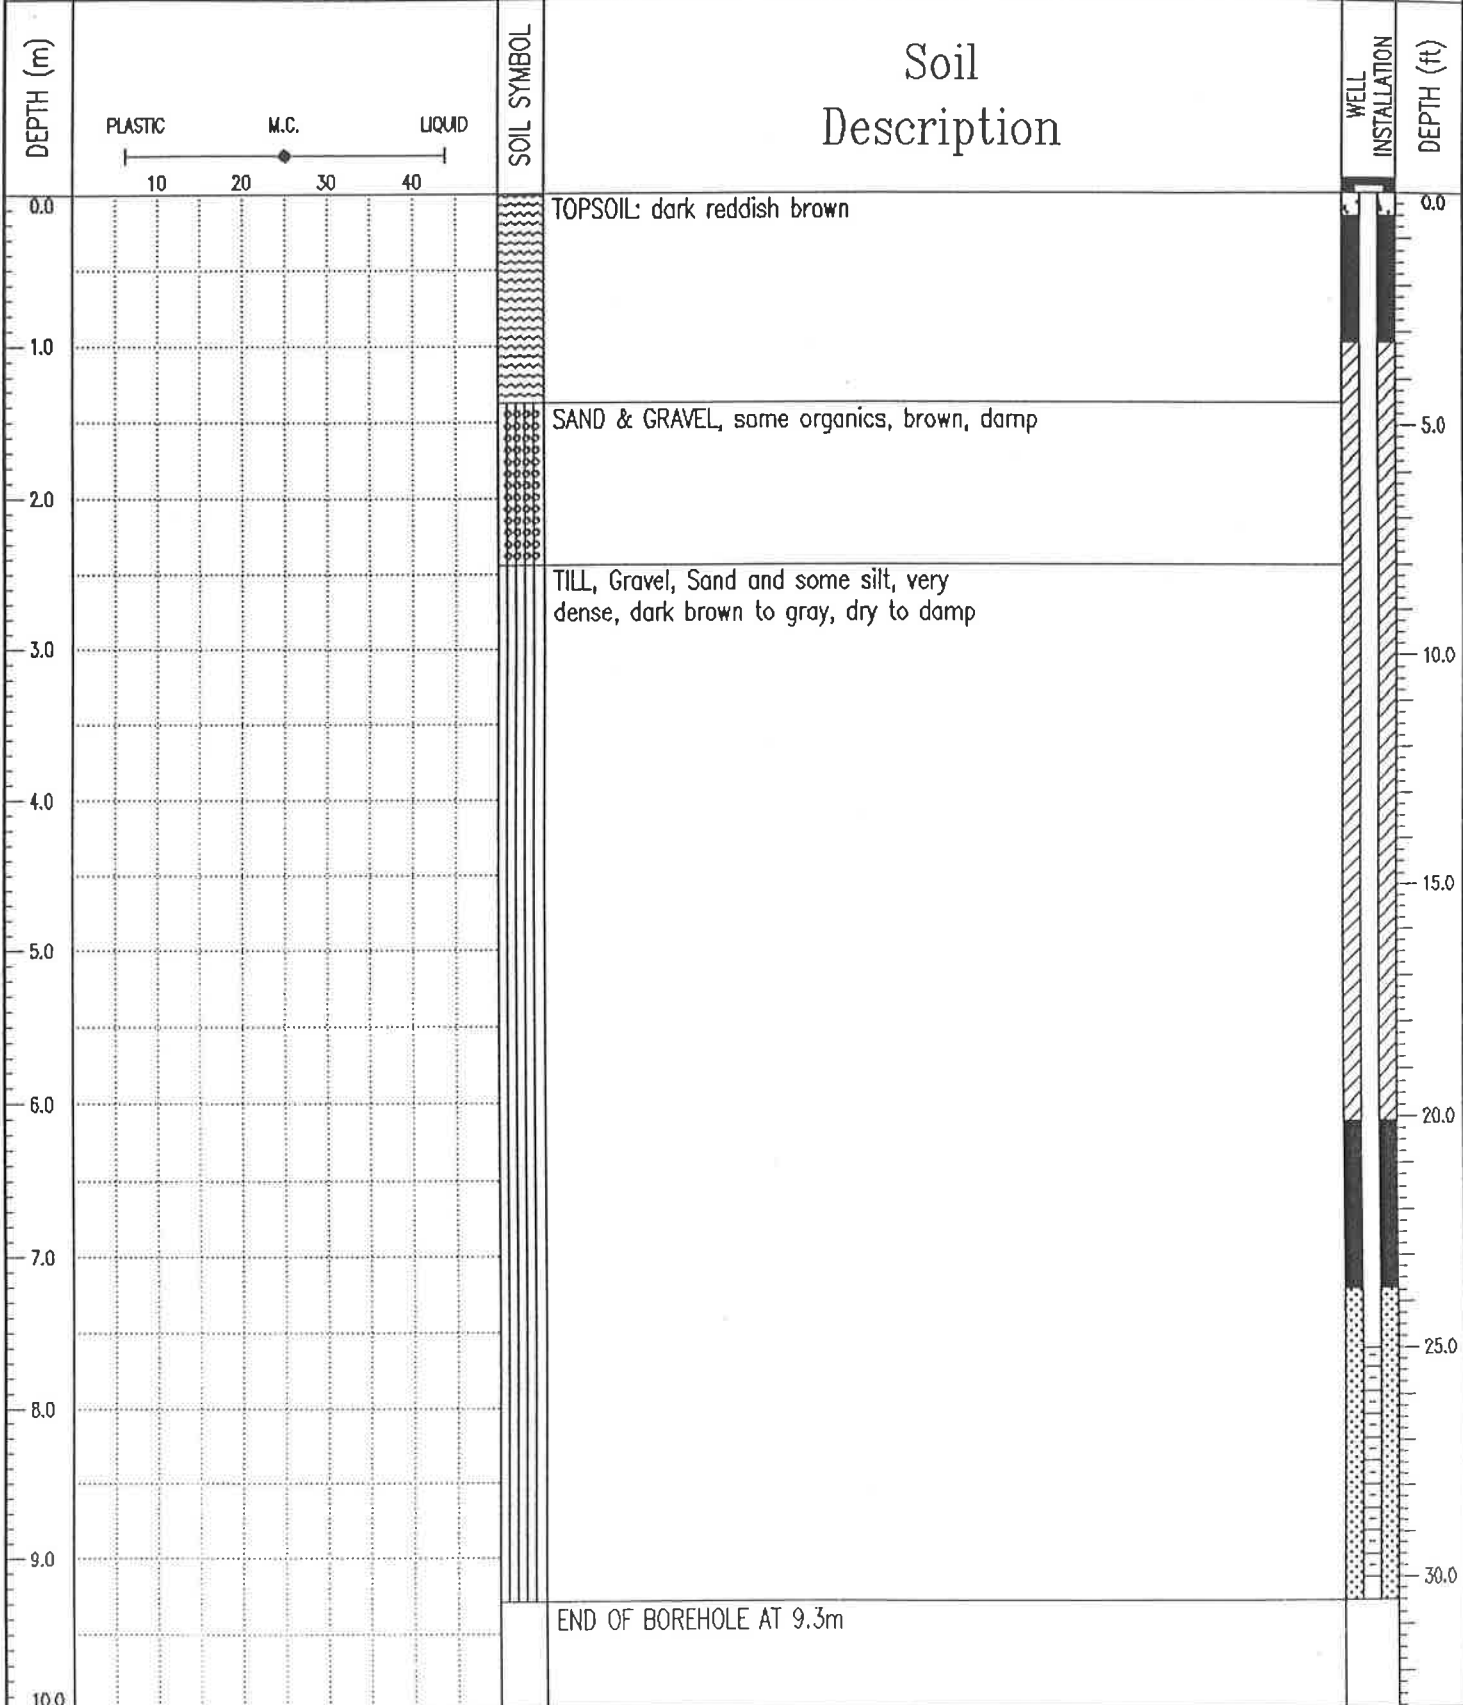 DEPTH (m)
PLASTIC M.C. LIQUID
10 20 30 40
SOIL SYMBOL
Soil
Description
WELL
INSTALLATION
DEPTH (ft)
0.0
TOPSOIL: dark reddish brown
0.0
1.0
SAND & GRAVEL, some organics, brown, damp
5.0
2.0
TILL, Gravel, Sand and some silt, very
dense, dark brown to gray, dry to damp
3.0
10.0
4.0
15.0
5.0
6.0
20.0
7.0
25.0
8.0
9.0
30.0
END OF BOREHOLE AT 9.3m
10.0